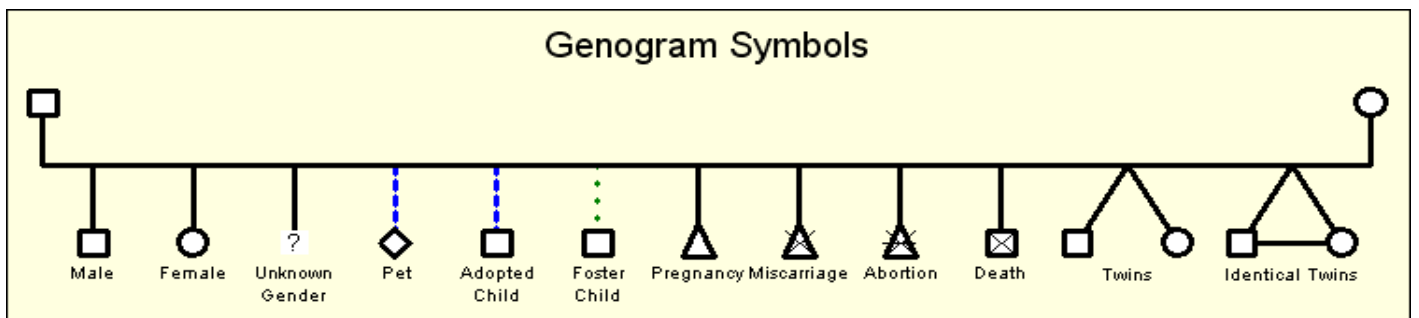 Genogram Symbols
?
Male
Female
Unknown
Gender
Pet
Adopted
Child
Foster
Child
Pregnancy
Miscarriage
Abortion
Death
Twins
Identical Twins